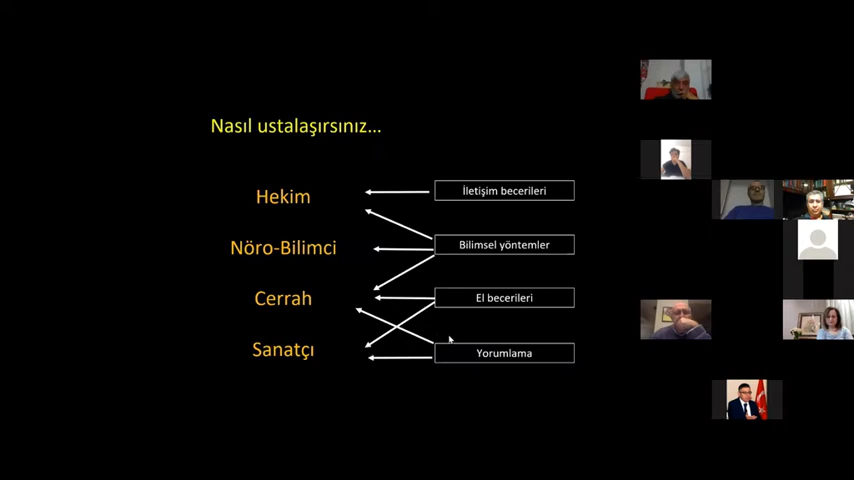 Nasıl ustalaşırsınız...
Hekim
İletişim becerileri
Nöro-Bilimci
Bilimsel yöntemler
Cerrah
El becerileri
Sanatçı
Yorumlama